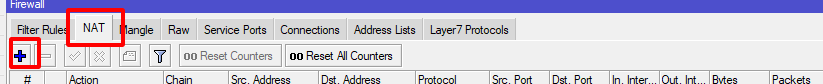 Firewall
Filter Rules NAT Mangle Raw Service Ports Connections Address Lists Layer7 Protocols
00 Reset Counters 00 Reset All Counters
# Action Chain Src. Address Dst. Address Protocol Src. Port Dst. Port In. Inter... Out. Int... Bytes Packets